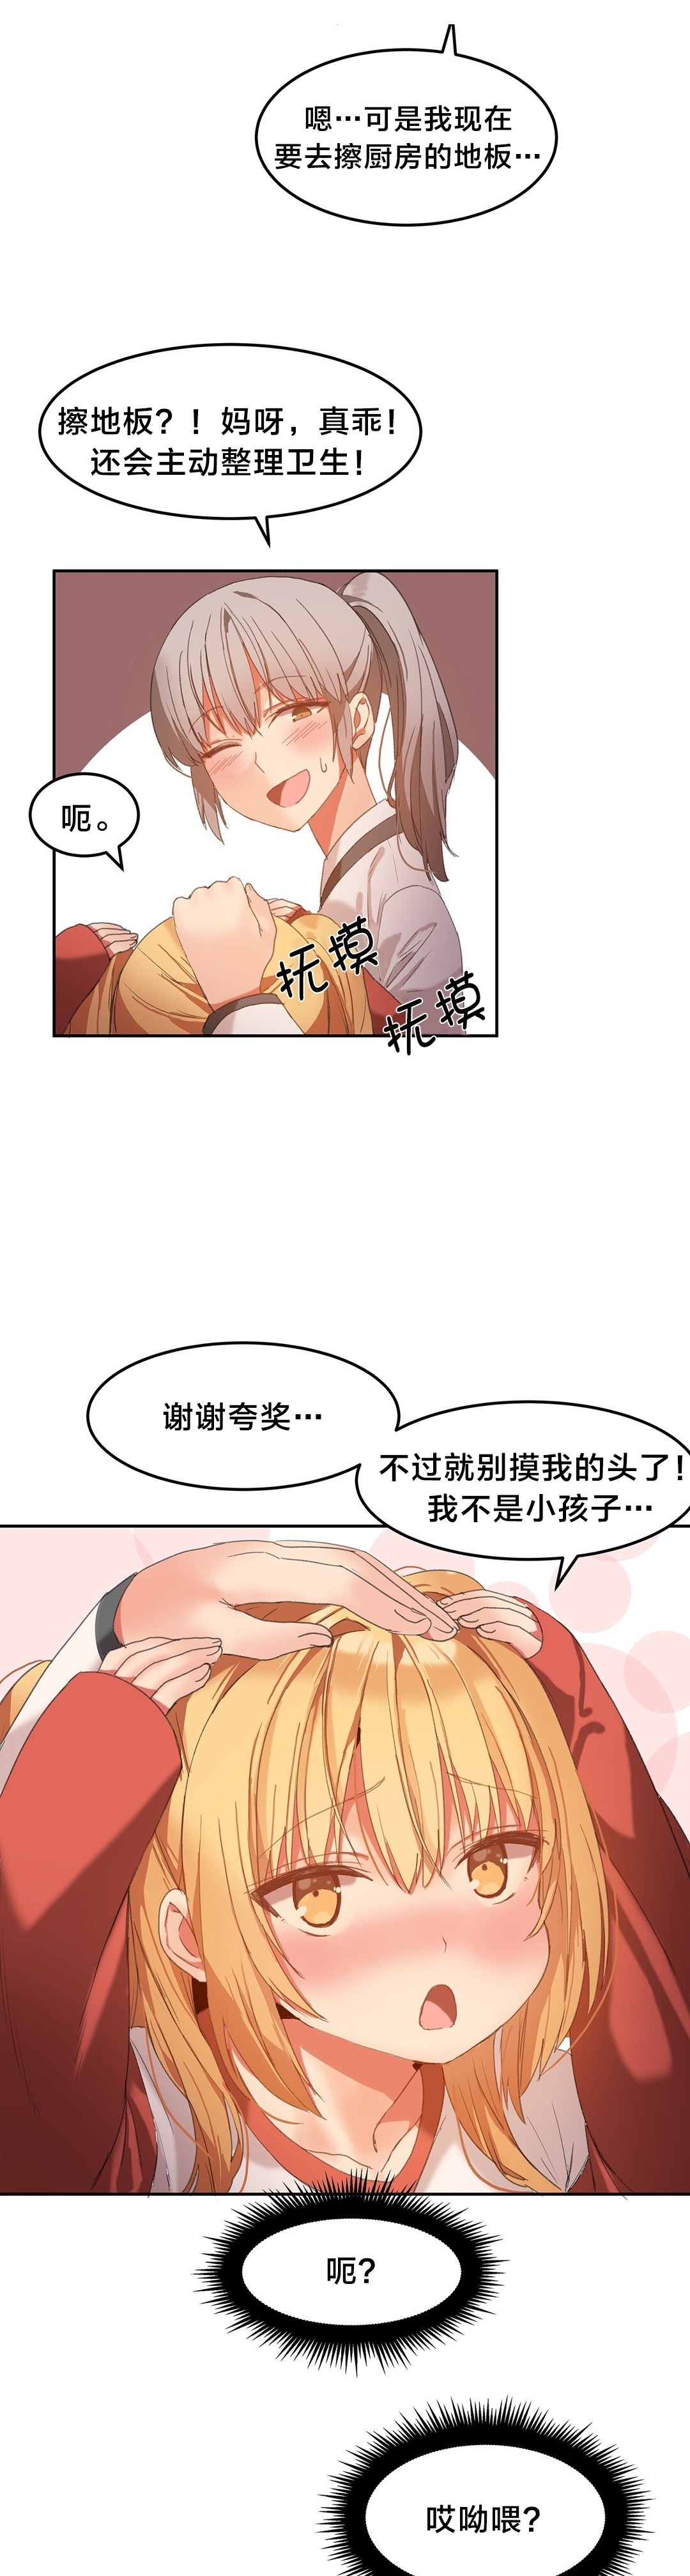 嗯…可是我现在
要去擦厨房的地板…
擦地板？！妈呀，真乖！
还会主动整理卫生！
呃。
抚摸
抚摸
谢谢夸奖…
不过就别摸我的头了！
我不是小孩子…
呃？
哎呦喂？